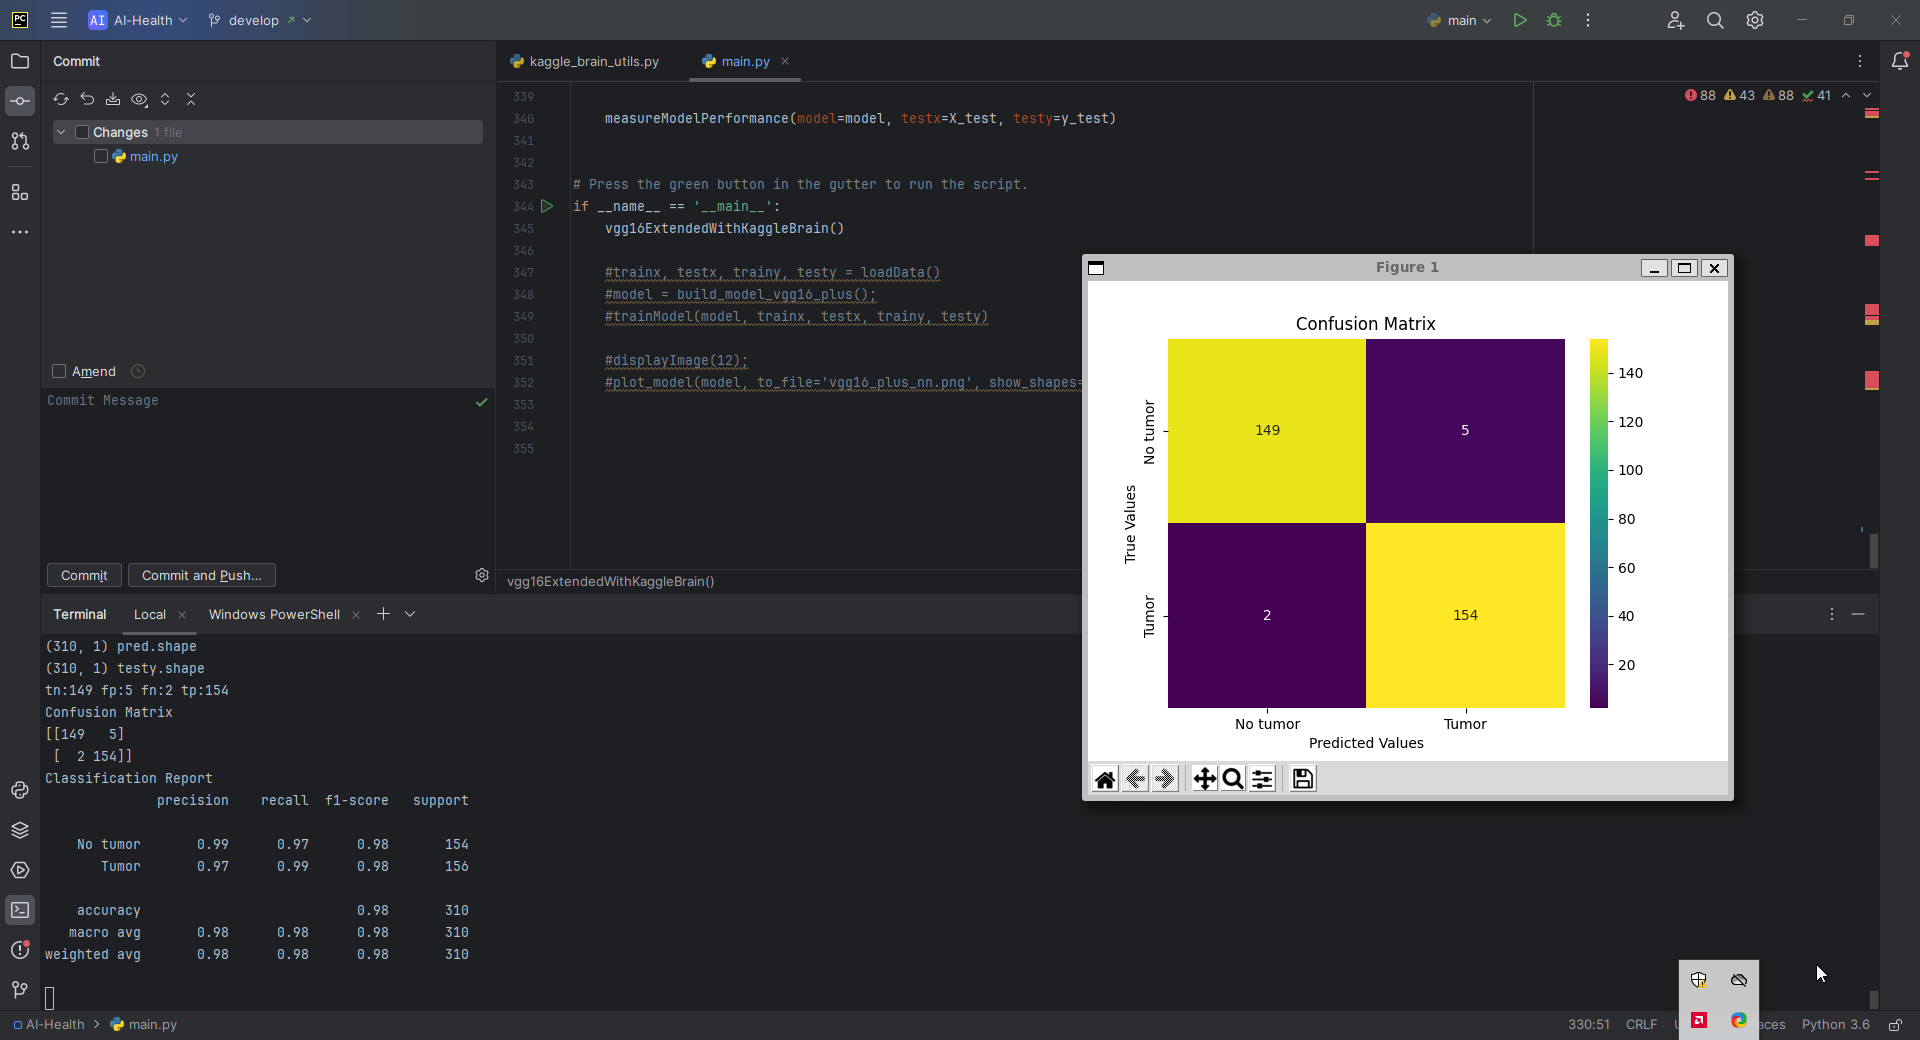 PC AI AI-Health develop main
Commit
Changes 1 file
main.py
Amend
Commit Message
Commit Commit and Push...
kaggle_brain_utils.py main.py
88 43 88 41
339
340 measureModelPerformance(model=model, testx=X_test, testy=y_test)
341
342
343 # Press the green button in the gutter to run the script.
344 if __name__ == '__main__':
345 vgg16ExtendedWithKaggleBrain()
346
347 #trainx, testx, trainy, testy = loadData()
348 #model = build_model_vgg16_plus();
349 #trainModel(model, trainx, testx, trainy, testy)
350
351 #displayImage(12);
352 #plot_model(model, to_file='vgg16_plus_nn.png', show_shapes=
353
354
355
vgg16ExtendedWithKaggleBrain()
Figure 1
Confusion Matrix
True Values
No tumor
149 5
Tumor
2 154
No tumor Tumor
Predicted Values
140
120
100
80
60
40
20
Terminal Local Windows PowerShell
(310, 1) pred.shape
(310, 1) testy.shape
tn:149 fp:5 fn:2 tp:154
Confusion Matrix
[[149 5]
[ 2 154]]
Classification Report
precision recall f1-score support
No tumor 0.99 0.97 0.98 154
Tumor 0.97 0.99 0.98 156
accuracy 0.98 310
macro avg 0.98 0.98 0.98 310
weighted avg 0.98 0.98 0.98 310
AI-Health main.py
330:51 CRLF aces Python 3.6